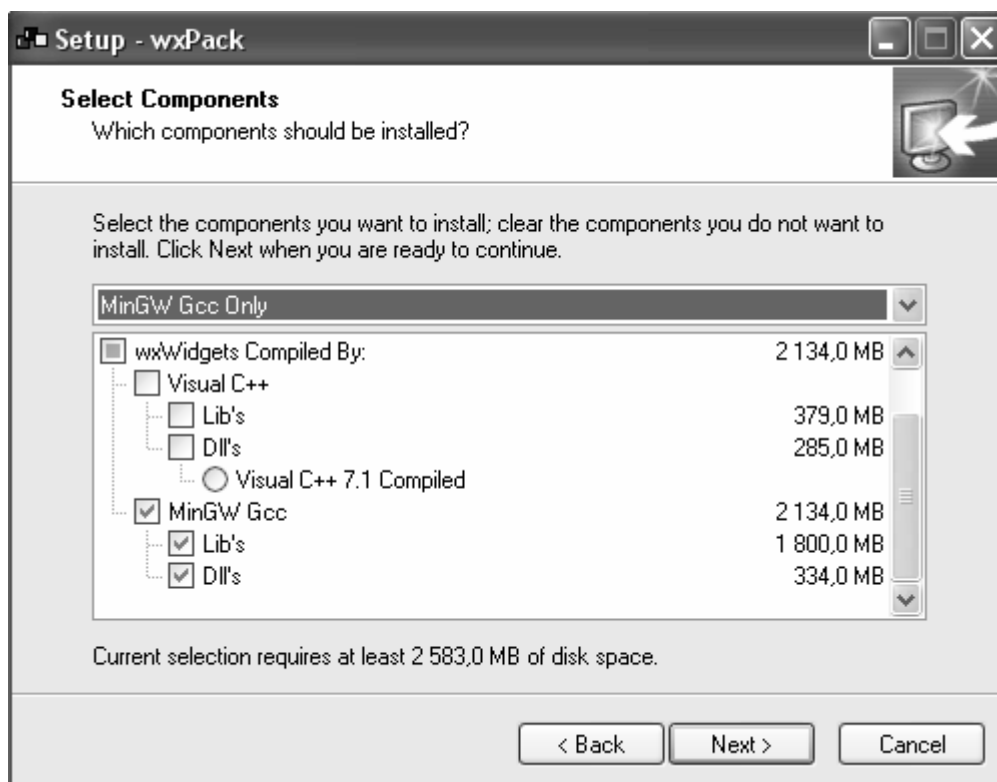 Setup - wxPack
Select Components
Which components should be installed?
Select the components you want to install; clear the components you do not want to
install. Click Next when you are ready to continue.
MinGW Gcc Only
wxWidgets Compiled By: 2 134,0 MB
Visual C++
Lib's 379,0 MB
Dll's 285,0 MB
Visual C++ 7.1 Compiled
MinGW Gcc 2 134,0 MB
Lib's 1 800,0 MB
Dll's 334,0 MB
Current selection requires at least 2 583,0 MB of disk space.
< Back Next > Cancel